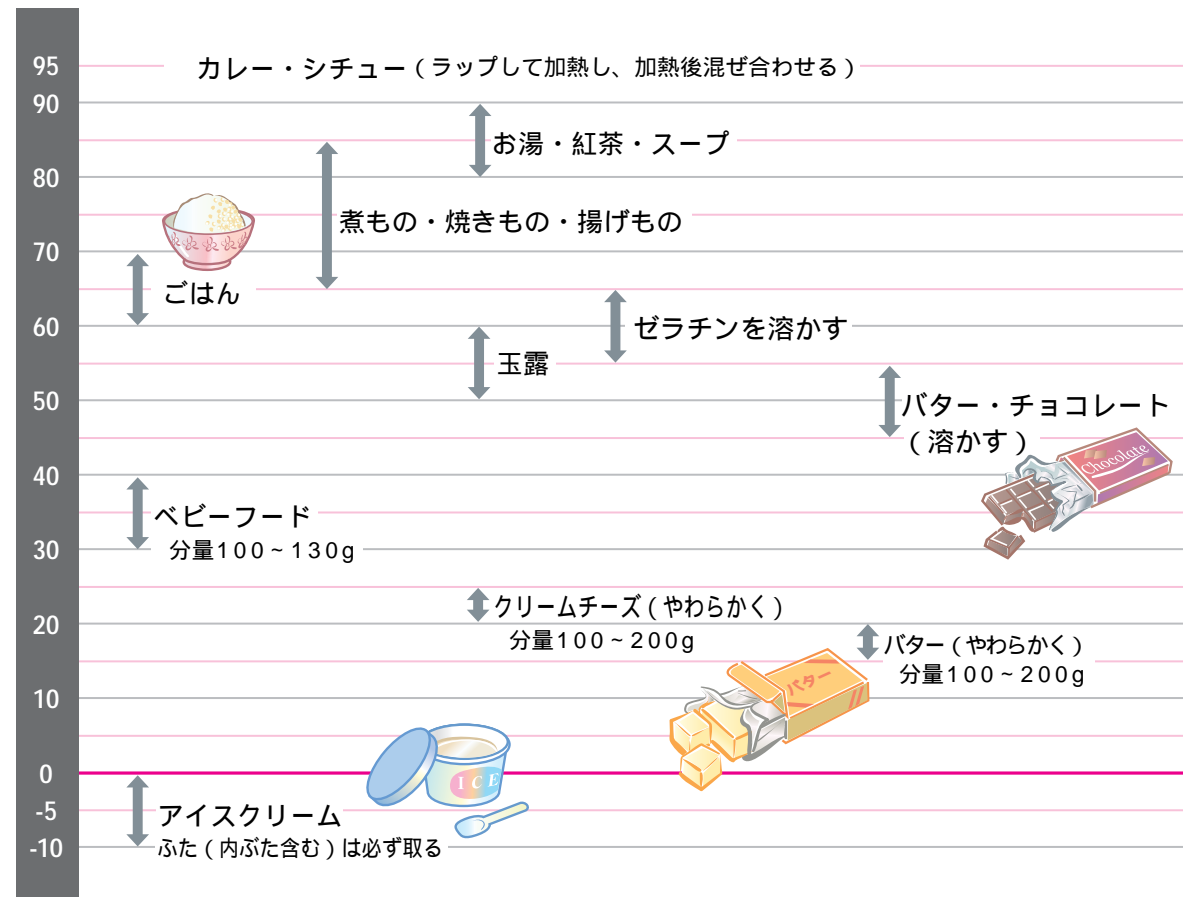 95
カレー・シチュー(ラップして加熱し、加熱後混ぜ合わせる)
90
お湯・紅茶・スープ
80
煮もの・焼きもの・揚げもの
70
ごはん
60
ゼラチンを溶かす
玉露
50
バター・チョコレート
(溶かす)
Chocolate
40
ベビーフード
分量100~130g
30
クリームチーズ(やわらかく)
分量100~200g
20
バター(やわらかく)
分量100~200g
バター
10
0
ICE
-5
アイスクリーム
ふた(内ぶた含む)は必ず取る
-10